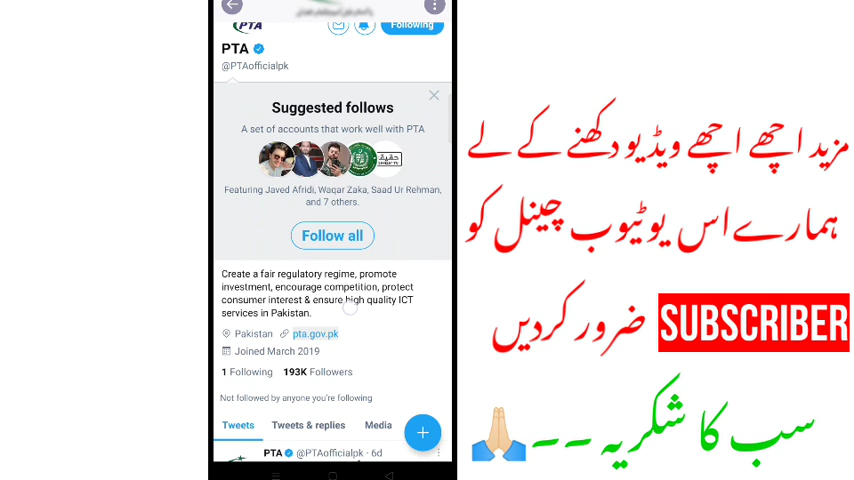 PTA
Following
PTA
@PTAofficialpk
Suggested follows
A set of accounts that work well with PTA
حقيقى
Featuring Javed Afridi, Waqar Zaka, Saad Ur Rehman,
and 7 others.
Follow all
Create a fair regulatory regime, promote
investment, encourage competition, protect
consumer interest & ensure high quality ICT
services in Pakistan.
Pakistan pta.gov.pk
Joined March 2019
1 Following 193K Followers
Not followed by anyone you're following
Tweets Tweets & replies Media
PTA @PTAofficialpk · 6d
مزید اچھے اچھے ویڈیو دکھنے کے لے
ہمارے اس یوٹیوب چینل کو
SUBSCRIBER ضرور کردیں
سب کا شکریہ ۔۔